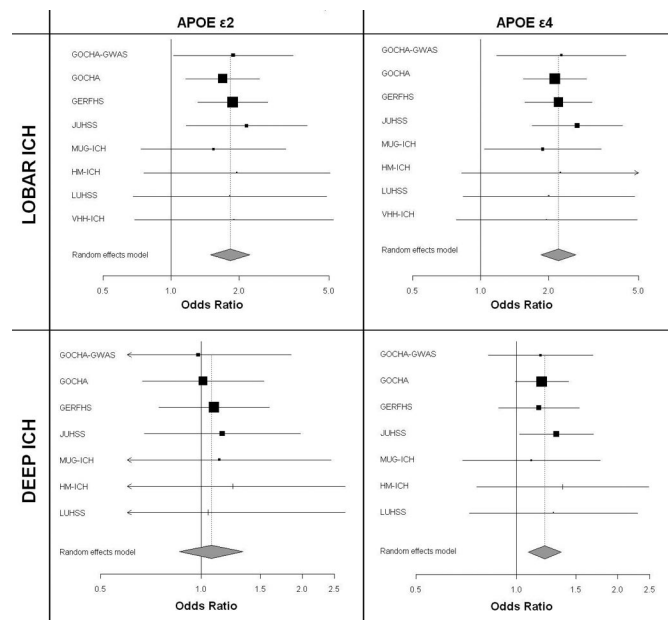 APOE ε2
APOE ε4
LOBAR ICH
GOCHA-GWAS
GOCHA
GERFHS
JUHSS
MUG-ICH
HM-ICH
LUHSS
VHH-ICH
Random effects model
0.5 1.0 2.0 5.0
Odds Ratio
GOCHA-GWAS
GOCHA
GERFHS
JUHSS
MUG-ICH
HM-ICH
LUHSS
VHH-ICH
Random effects model
0.5 1.0 2.0 5.0
Odds Ratio
DEEP ICH
GOCHA-GWAS
GOCHA
GERFHS
JUHSS
MUG-ICH
HM-ICH
LUHSS
Random effects model
0.5 1.0 1.5 2.0 2.5
Odds Ratio
GOCHA-GWAS
GOCHA
GERFHS
JUHSS
MUG-ICH
HM-ICH
LUHSS
Random effects model
0.5 1.0 1.5 2.0 2.5
Odds Ratio